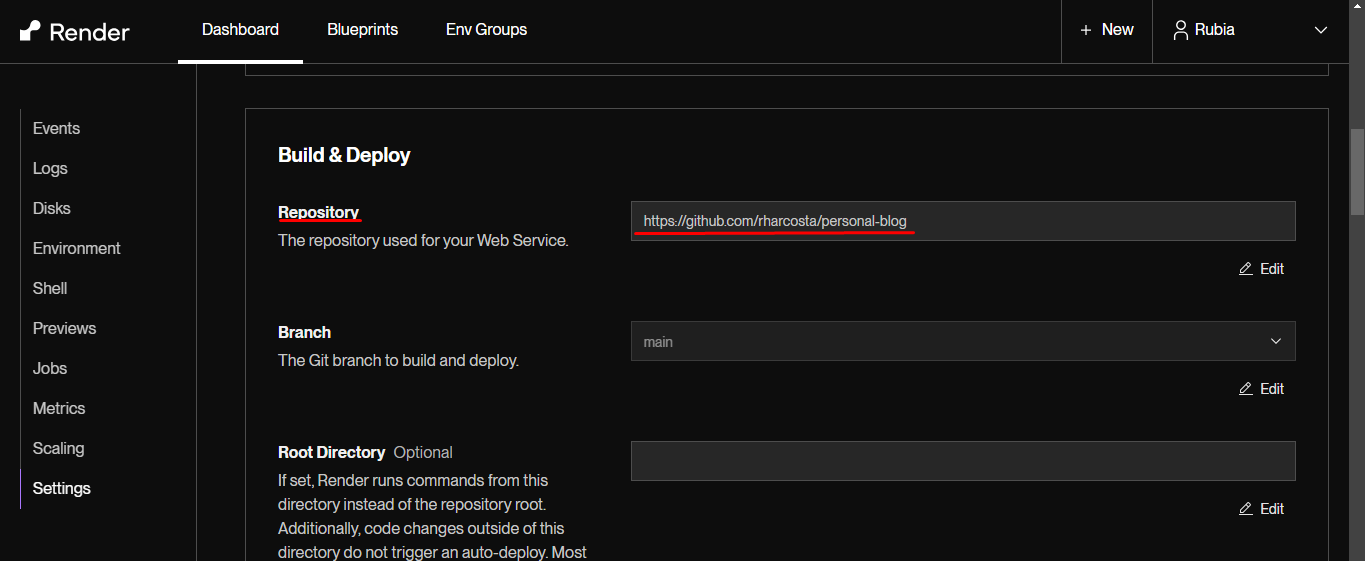 Render
Dashboard
Blueprints
Env Groups
+ New
Rubia
Events
Logs
Disks
Environment
Shell
Previews
Jobs
Metrics
Scaling
Settings
Build & Deploy
Repository
The repository used for your Web Service.
https://github.com/rharcosta/personal-blog
Edit
Branch
The Git branch to build and deploy.
main
Edit
Root Directory Optional
If set, Render runs commands from this
directory instead of the repository root.
Additionally, code changes outside of this
directory do not trigger an auto-deploy. Most
Edit